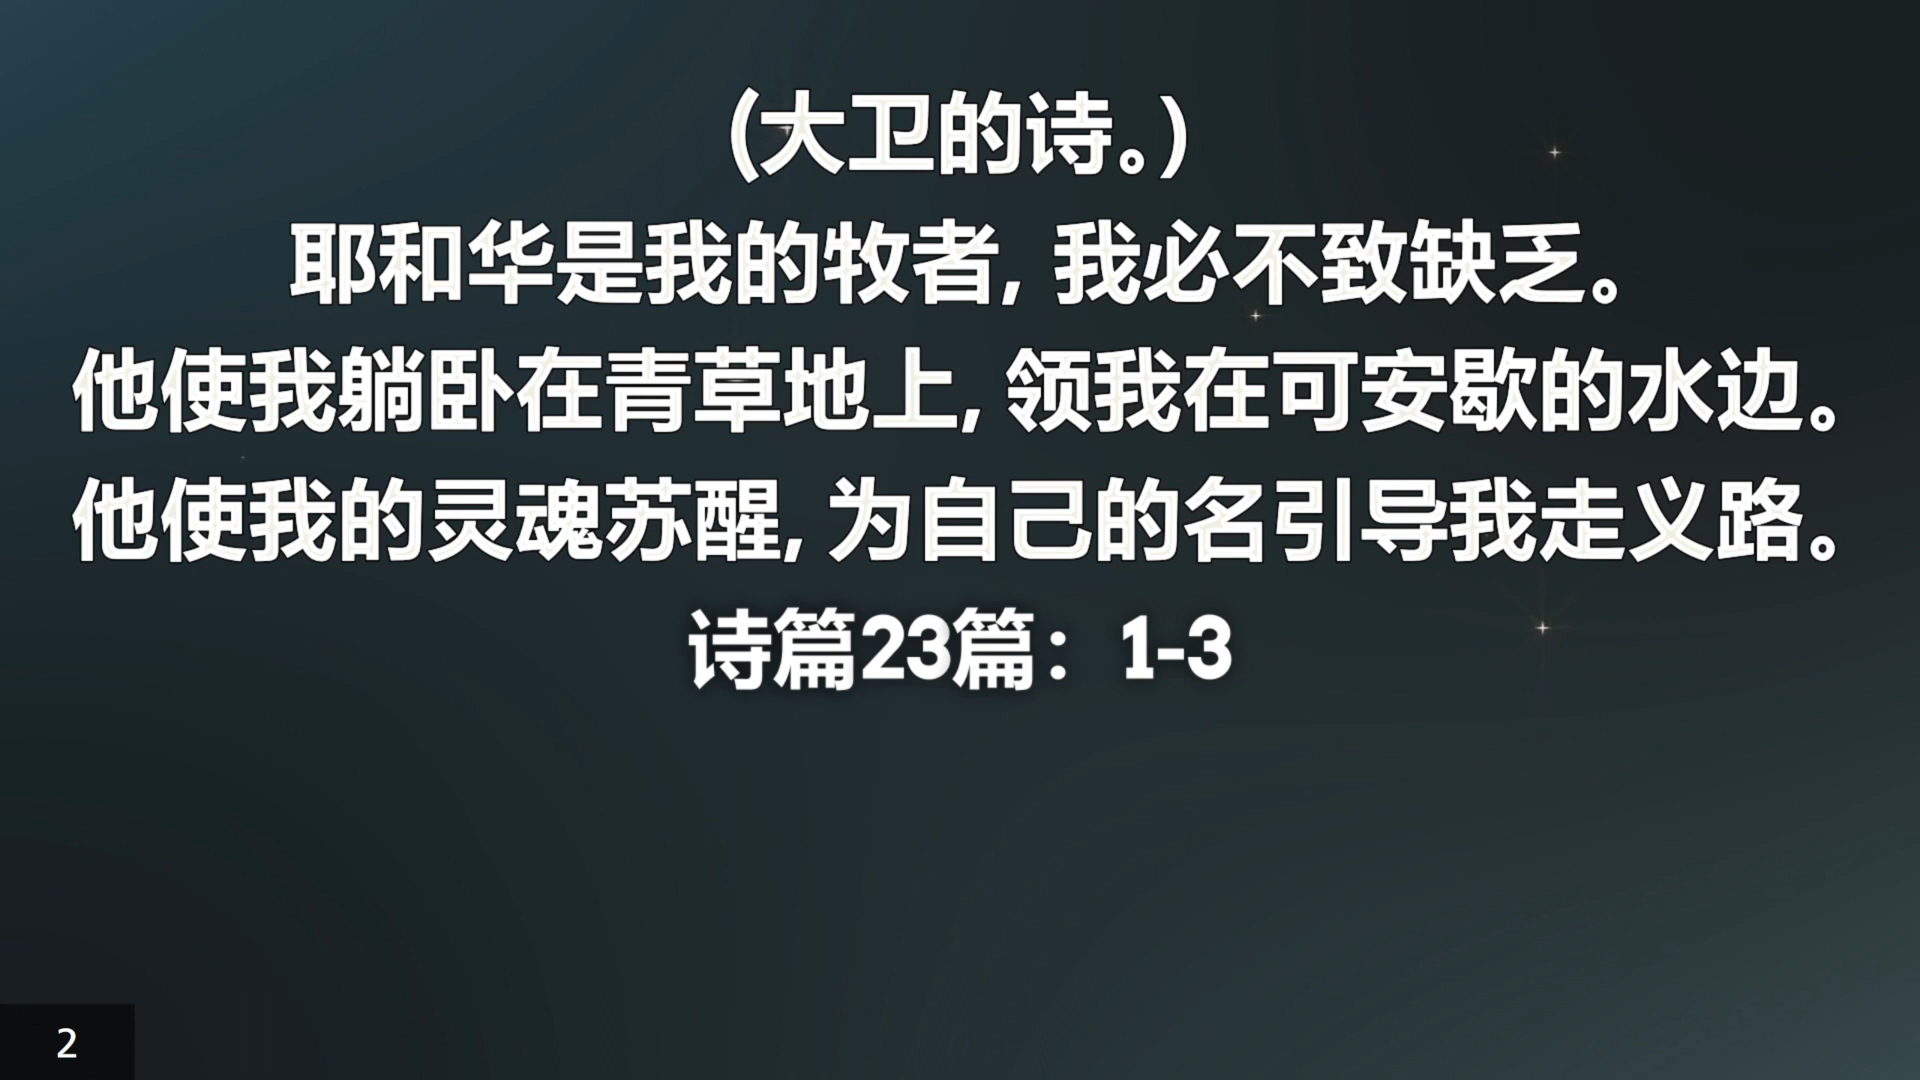 (大卫的诗。)
耶和华是我的牧者, 我必不致缺乏。
他使我躺卧在青草地上, 领我在可安歇的水边。
他使我的灵魂苏醒, 为自己的名引导我走义路。
诗篇23篇：1-3
2